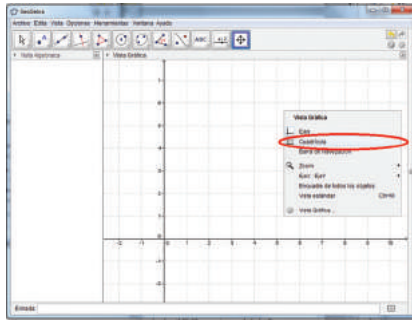 GeoGebra
Archivo Edita Vista Opciones Herramientas Ventana Ayuda
ABC
Vista Algebraica
Vista Gráfica
Vista Gráfica
Ejes
Cuadrícula
Barra de Navegación
Zoom
EjeX : EjeY
Encuadre de todos los objetos
Vista estándar
Vista Gráfica ...
Entrada: